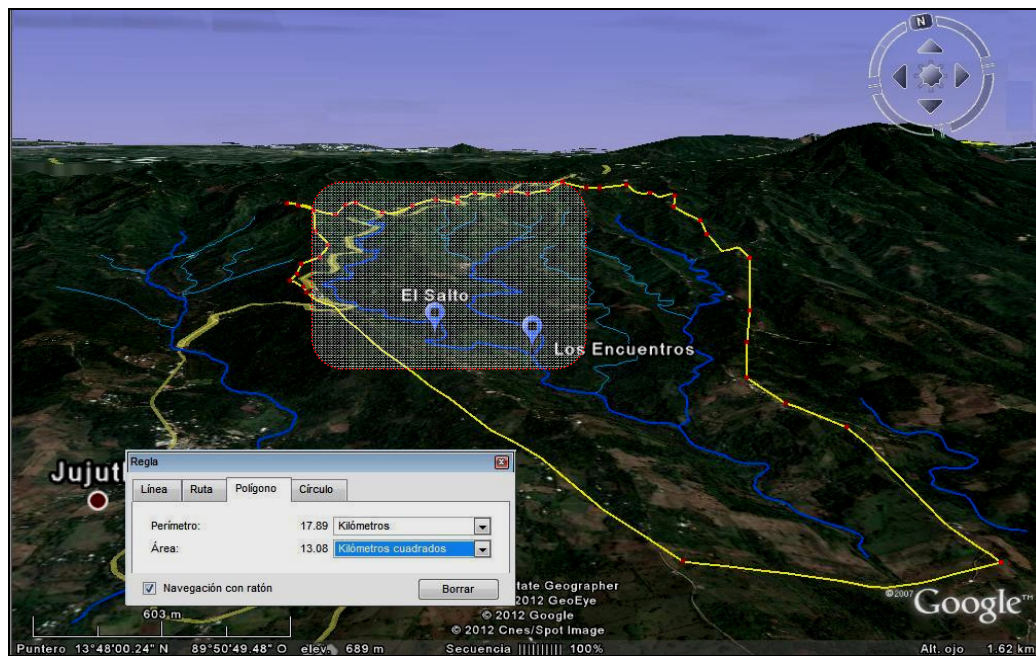 N
El Salto
Los Encuentros
Regla
Línea Ruta Polígono Círculo
Perímetro: 17.89 Kilómetros
Área: 13.08 Kilómetros cuadrados
Navegación con ratón Borrar
603 m
tate Geographer
2012 GeoEye
© 2012 Google
© 2012 Cnes/Spot Image
©2007 Google™
Puntero 13°48'00.24" N 89°50'49.48" O elev. 689 m Secuencia 100% Alt. ojo 1.62 km